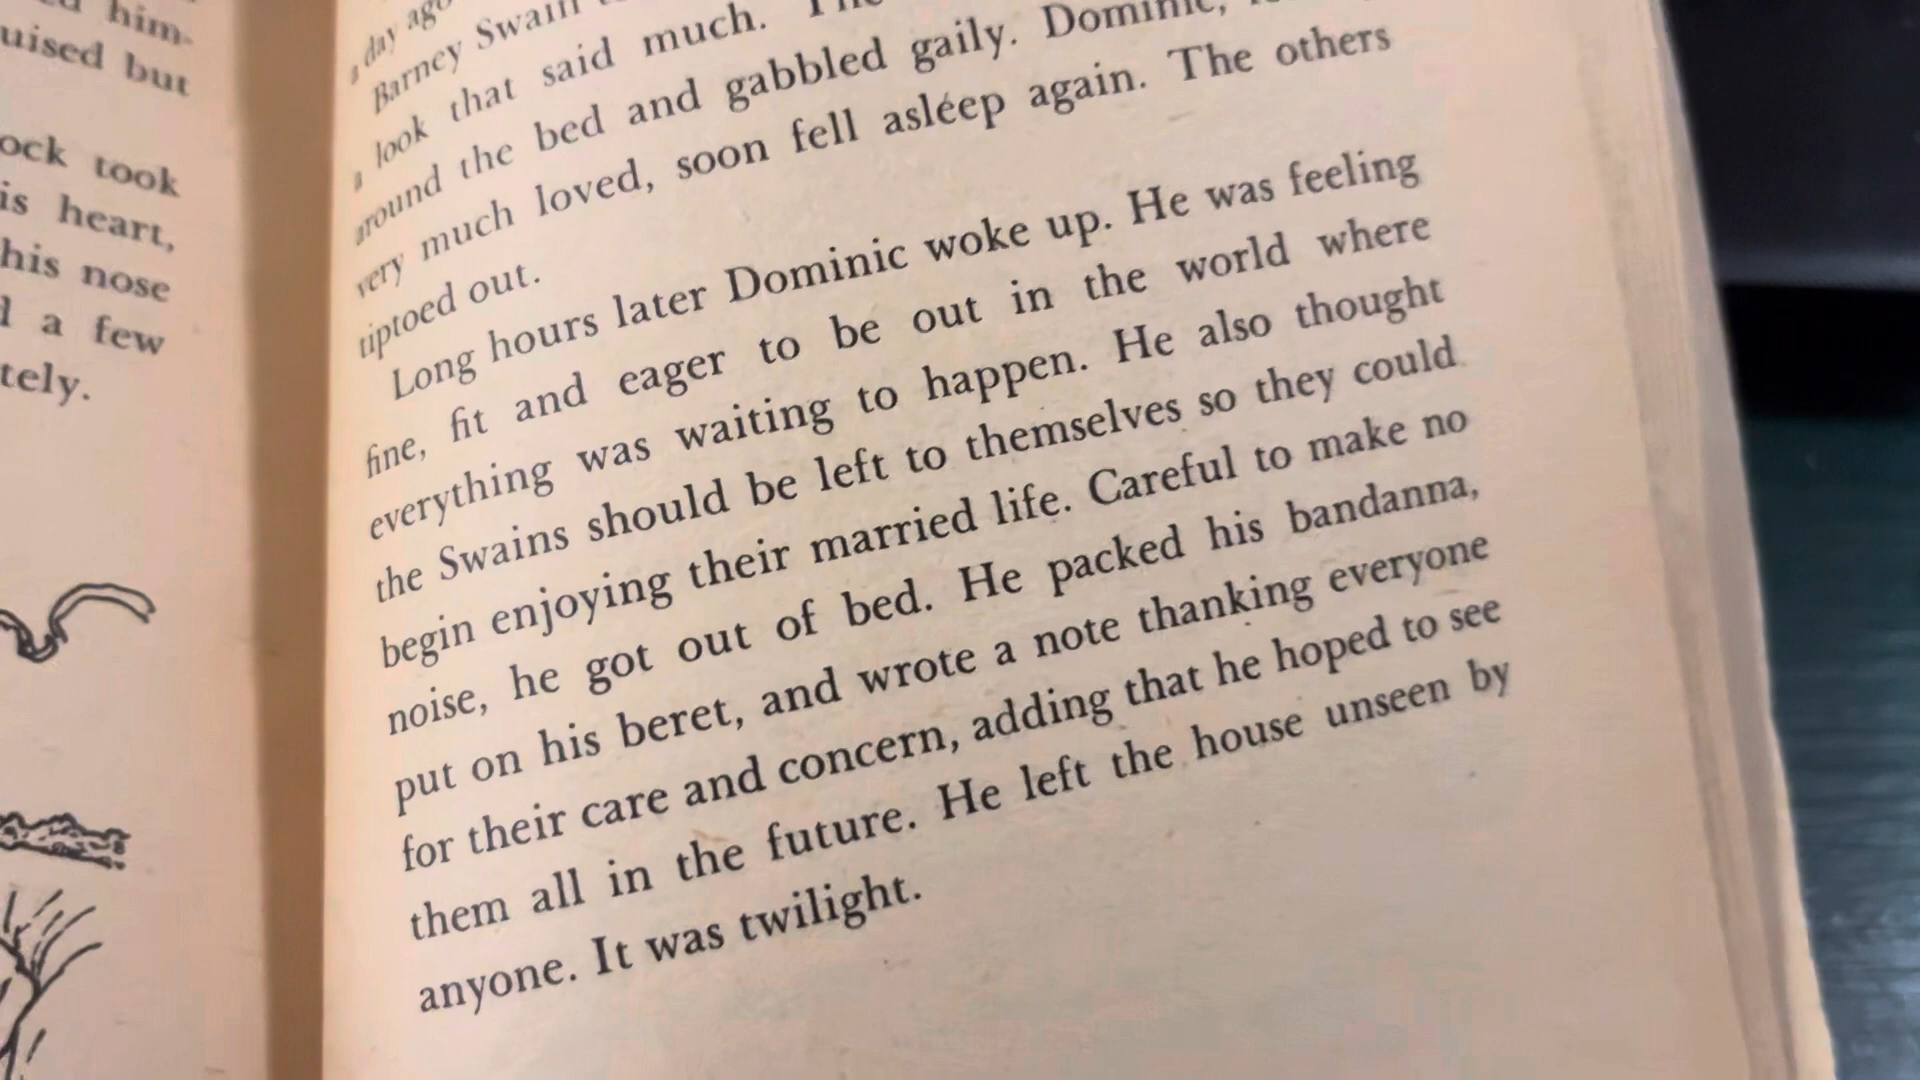 him-
uised but
ock took
is heart,
his nose
a few
tely.
a day ago
Barney Swain
a look that said much.
around the bed and gabbled gaily. Dominic,
very much loved, soon fell asleep again. The others
tiptoed out.
Long hours later Dominic woke up. He was feeling
fine, fit and eager to be out in the world where
everything was waiting to happen. He also thought
the Swains should be left to themselves so they could
begin enjoying their married life. Careful to make no
noise, he got out of bed. He packed his bandanna,
put on his beret, and wrote a note thanking everyone
for their care and concern, adding that he hoped to see
them all in the future. He left the house unseen by
anyone. It was twilight.